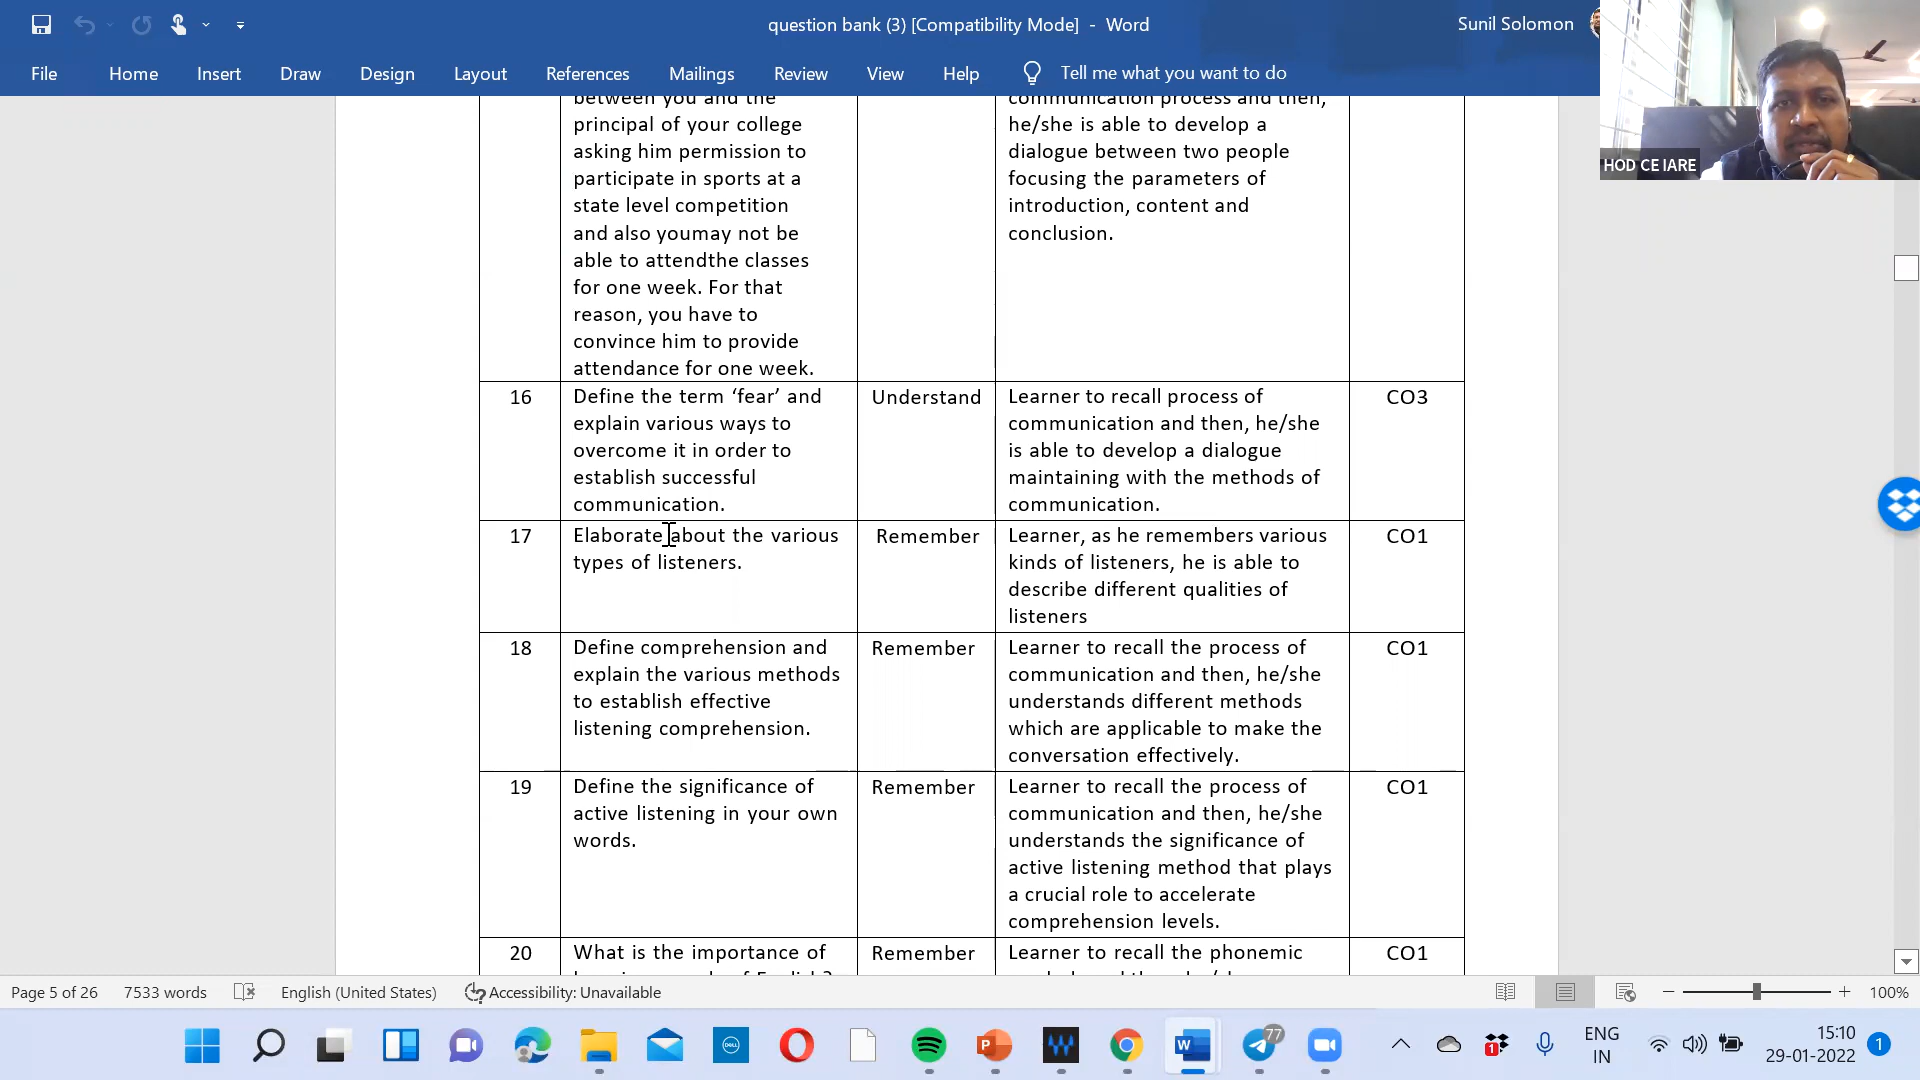 question bank (3) [Compatibility Mode] - Word
Sunil Solomon
File Home Insert Draw Design Layout References Mailings Review View Help Tell me what you want to do
HOD CE IARE
between you and the
principal of your college
asking him permission to
participate in sports at a
state level competition
and also youmay not be
able to attendthe classes
for one week. For that
reason, you have to
convince him to provide
attendance for one week.
communication process and then,
he/she is able to develop a
dialogue between two people
focusing the parameters of
introduction, content and
conclusion.
16
Define the term ‘fear’ and
explain various ways to
overcome it in order to
establish successful
communication.
Understand
Learner to recall process of
communication and then, he/she
is able to develop a dialogue
maintaining with the methods of
communication.
CO3
17
Elaborate about the various
types of listeners.
Remember
Learner, as he remembers various
kinds of listeners, he is able to
describe different qualities of
listeners
CO1
18
Define comprehension and
explain the various methods
to establish effective
listening comprehension.
Remember
Learner to recall the process of
communication and then, he/she
understands different methods
which are applicable to make the
conversation effectively.
CO1
19
Define the significance of
active listening in your own
words.
Remember
Learner to recall the process of
communication and then, he/she
understands the significance of
active listening method that plays
a crucial role to accelerate
comprehension levels.
CO1
20
What is the importance of
Remember
Learner to recall the phonemic
CO1
Page 5 of 26 7533 words English (United States) Accessibility: Unavailable 100%
DELL
P
W
77
1
ENG
IN
15:10
29-01-2022
1